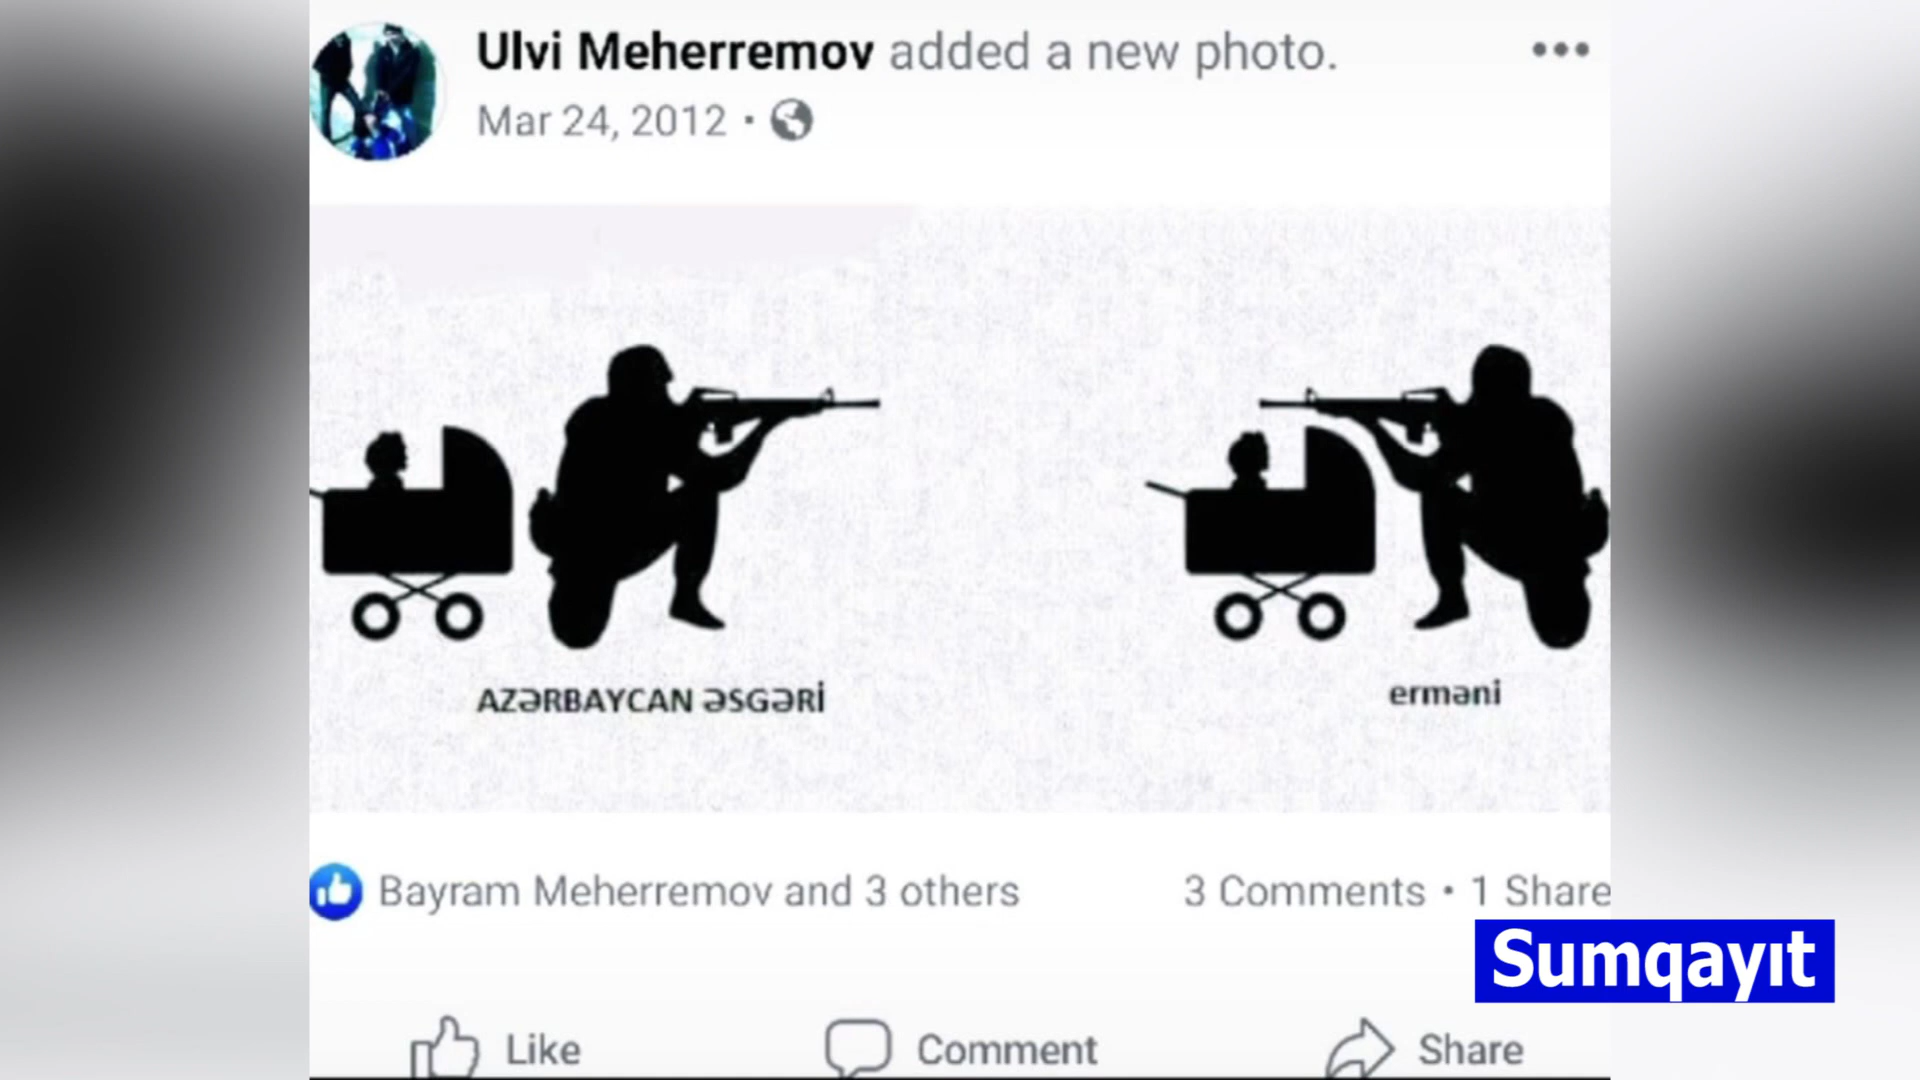 Ulvi Meherremov added a new photo.
Mar 24, 2012 ·
AZƏRBAYCAN ƏSGƏRİ
erməni
Bayram Meherremov and 3 others
3 Comments · 1 Share
Sumqayıt
Like
Comment
Share